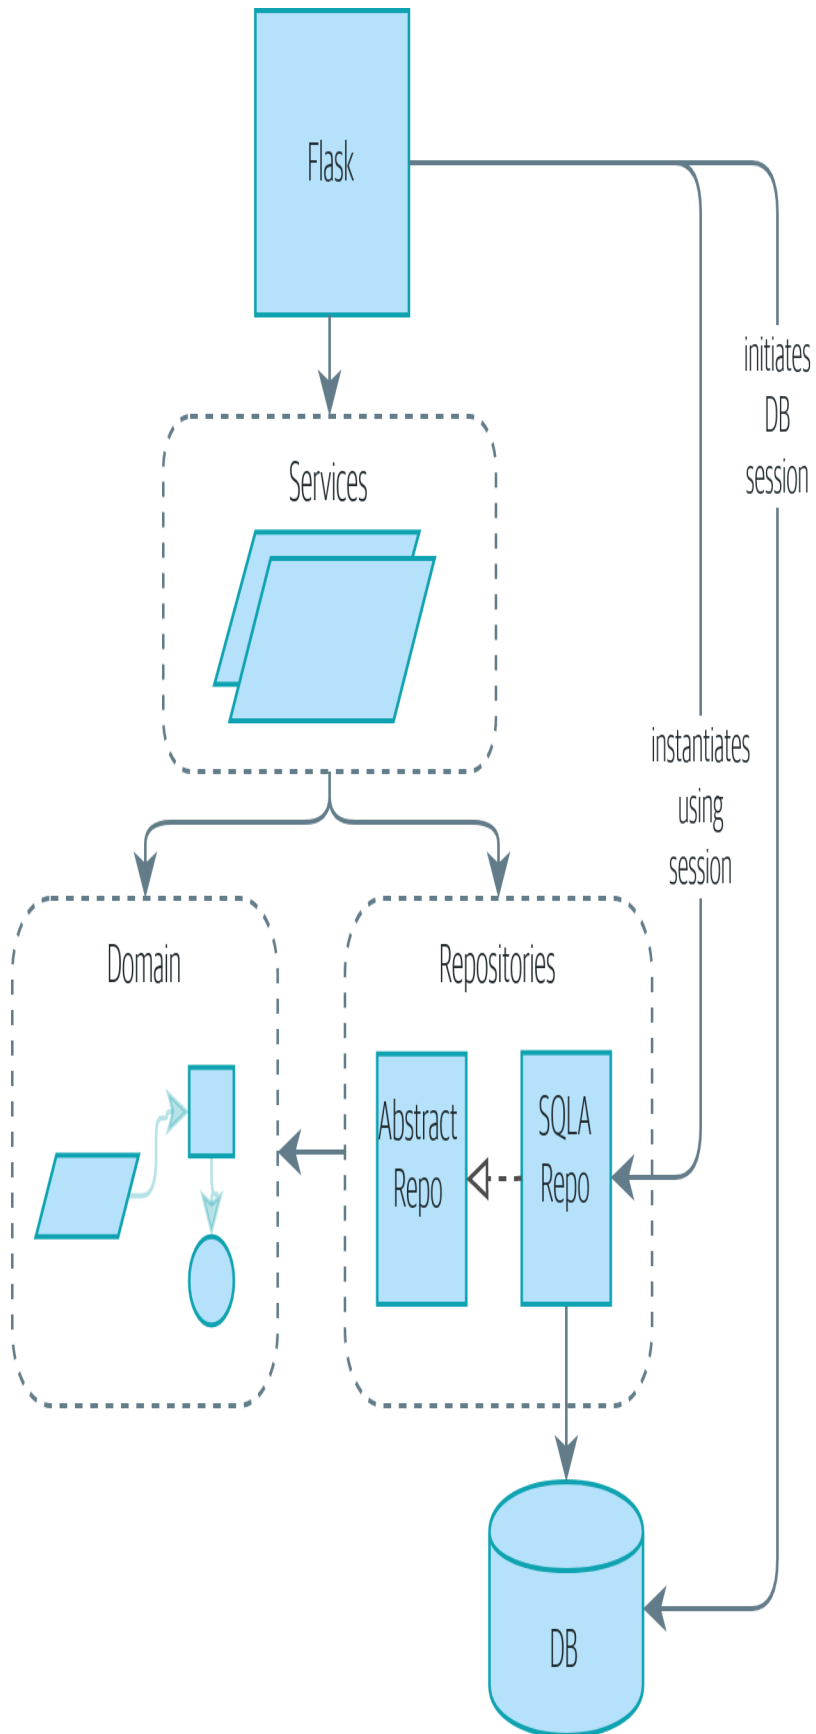 Flask
initiates
DB
session
Services
instantiates
using
session
Domain
Repositories
Abstract
Repo
SQLA
Repo
DB